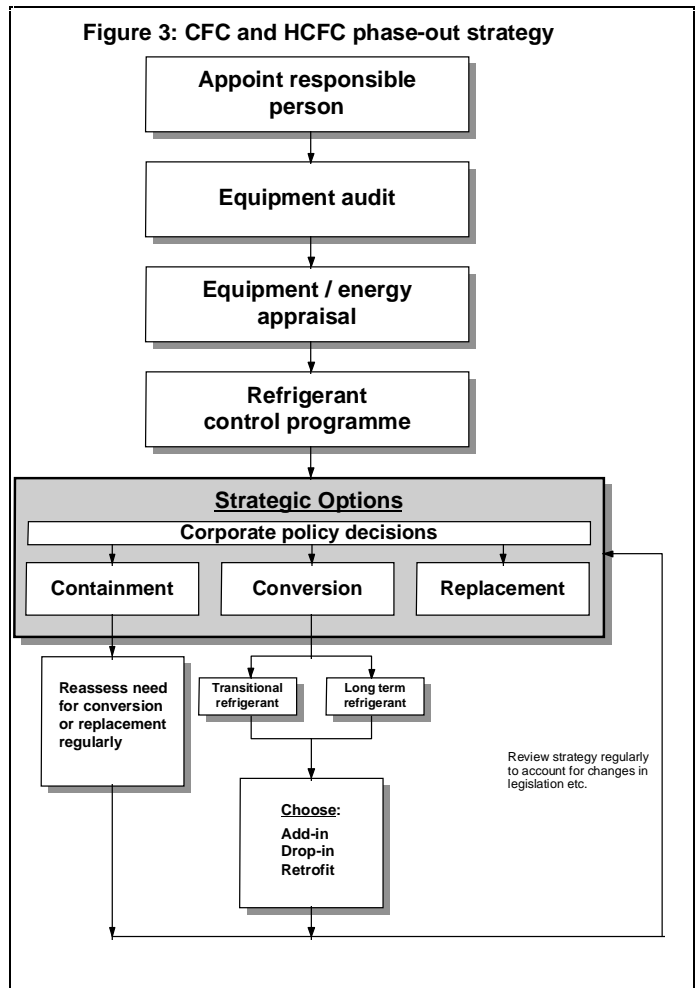 Figure 3: CFC and HCFC phase-out strategy
Appoint responsible
person
Equipment audit
Equipment / energy
appraisal
Refrigerant
control programme
Strategic Options
Corporate policy decisions
Containment
Conversion
Replacement
Reassess need
for conversion
or replacement
regularly
Transitional
refrigerant
Long term
refrigerant
Review strategy regularly
to account for changes in
legislation etc.
Choose:
Add-in
Drop-in
Retrofit